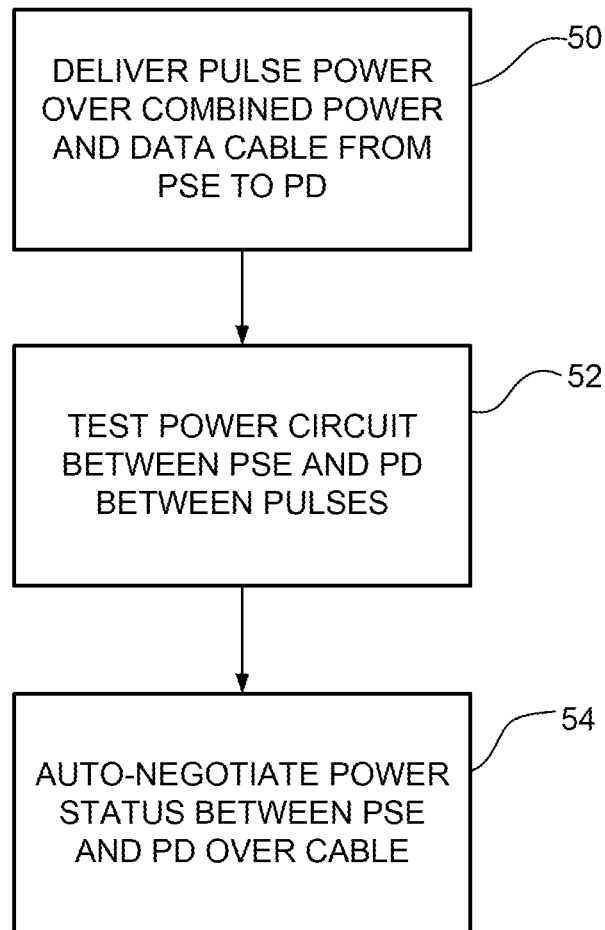 50
DELIVER PULSE POWER
OVER COMBINED POWER
AND DATA CABLE FROM
PSE TO PD
52
TEST POWER CIRCUIT
BETWEEN PSE AND PD
BETWEEN PULSES
54
AUTO-NEGOTIATE POWER
STATUS BETWEEN PSE
AND PD OVER CABLE